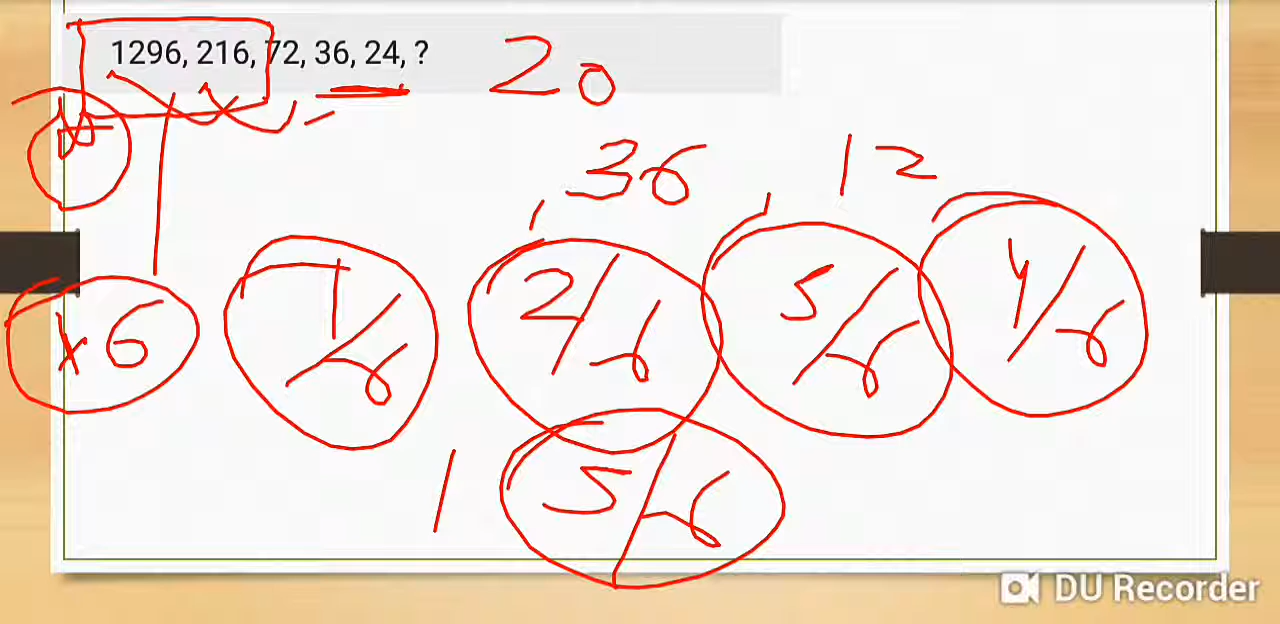 1296, 216, 72, 36, 24, ? 20
36 12
×6 1/6 2/6 3/6 4/6
1 5/6
DU Recorder